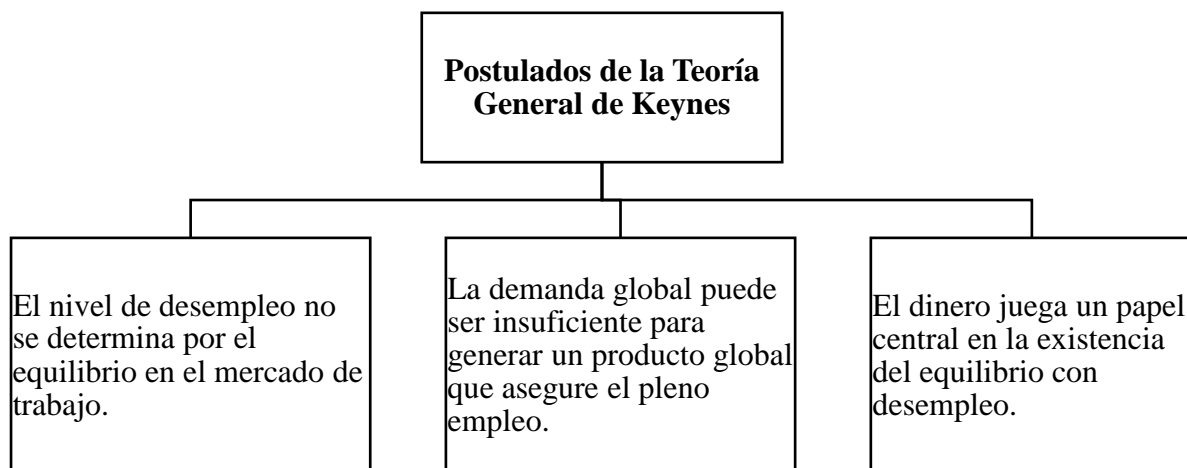 Postulados de la Teoría
General de Keynes
El nivel de desempleo no
se determina por el
equilibrio en el mercado de
trabajo.
La demanda global puede
ser insuficiente para
generar un producto global
que asegure el pleno
empleo.
El dinero juega un papel
central en la existencia
del equilibrio con
desempleo.